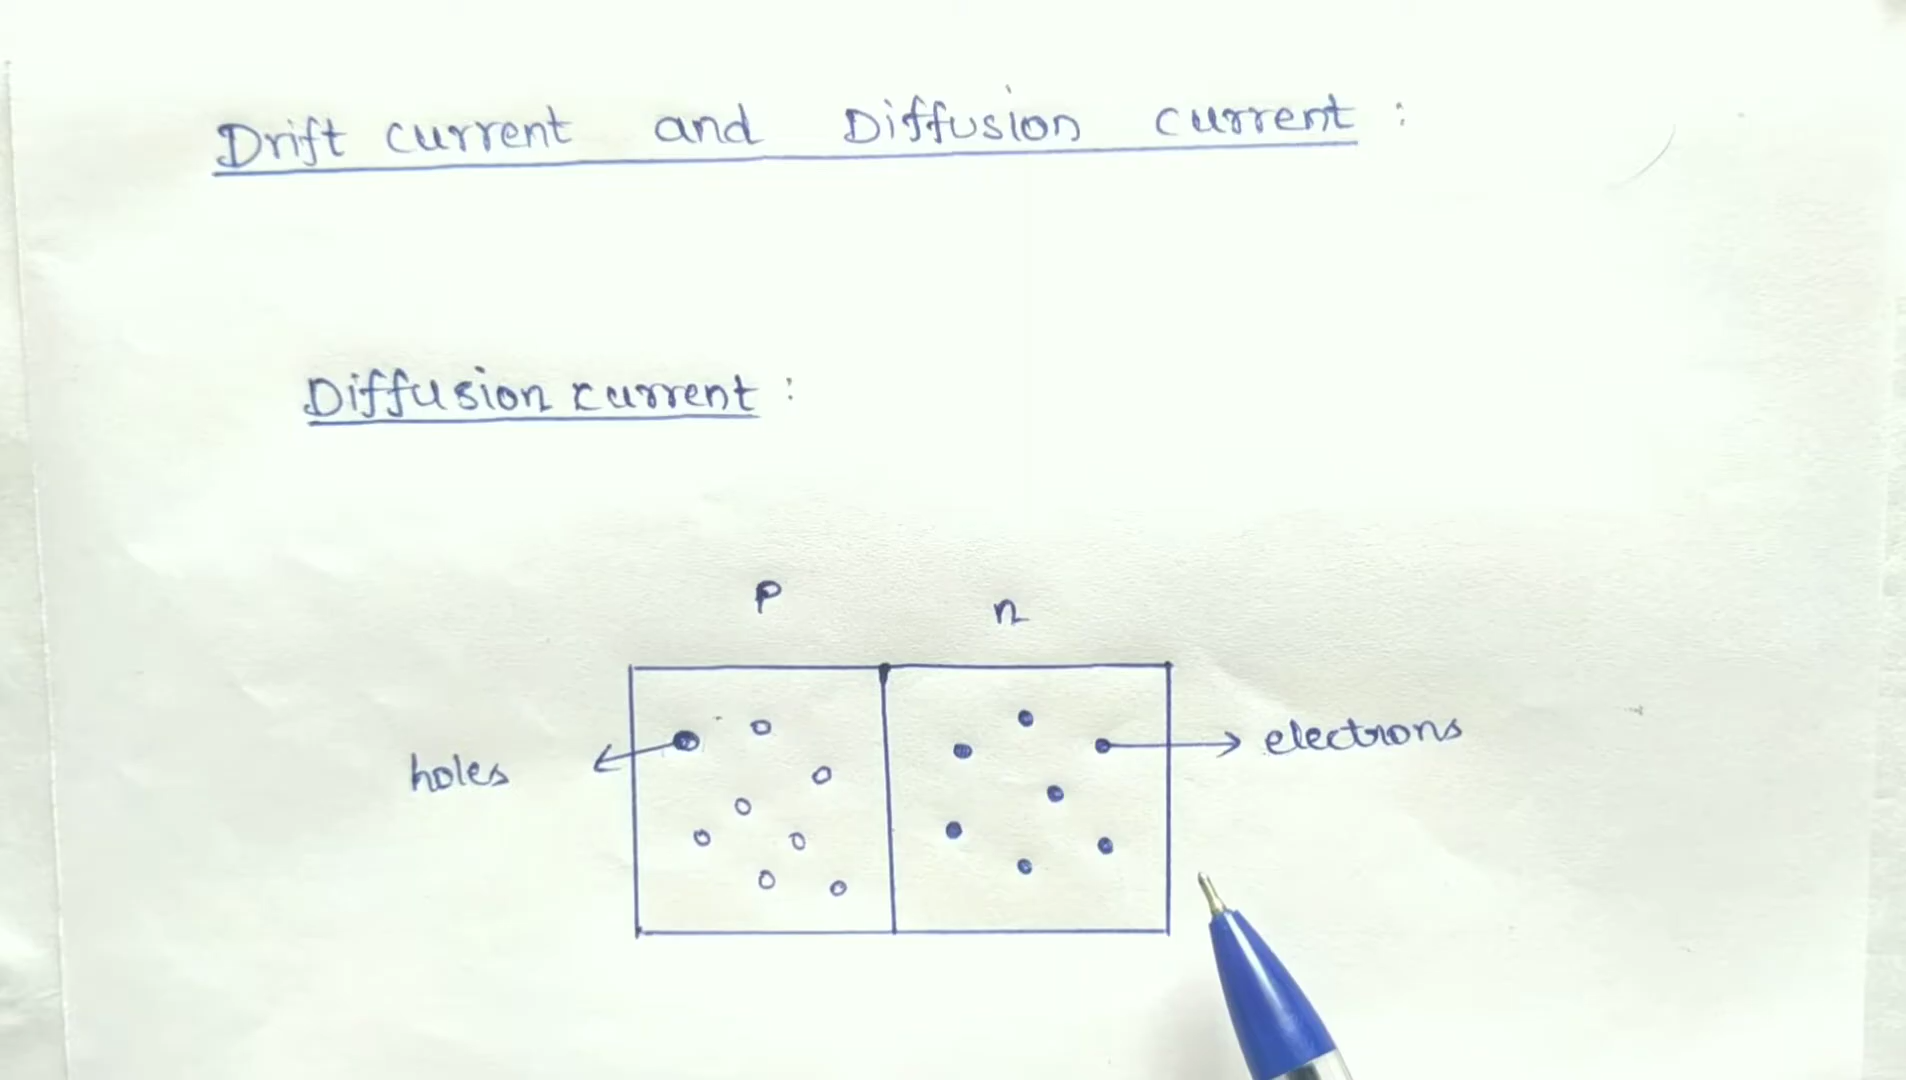 Drift current and Diffusion current :
Diffusion current :
P n
holes electrons